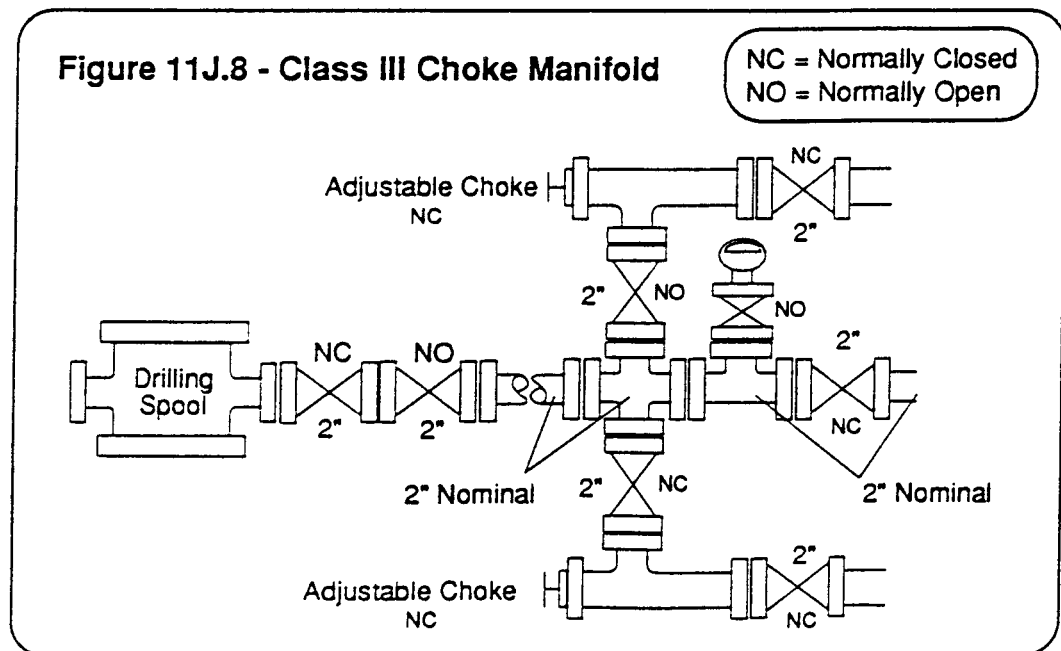 Figure 11J.8 - Class III Choke Manifold
NC = Normally Closed
NO = Normally Open
NC
Adjustable Choke
NC
2"
2"
NO
NO
2"
NC
NO
Drilling
Spool
2"
2"
NC
2" Nominal
2"
NC
2" Nominal
2"
Adjustable Choke
NC
NC